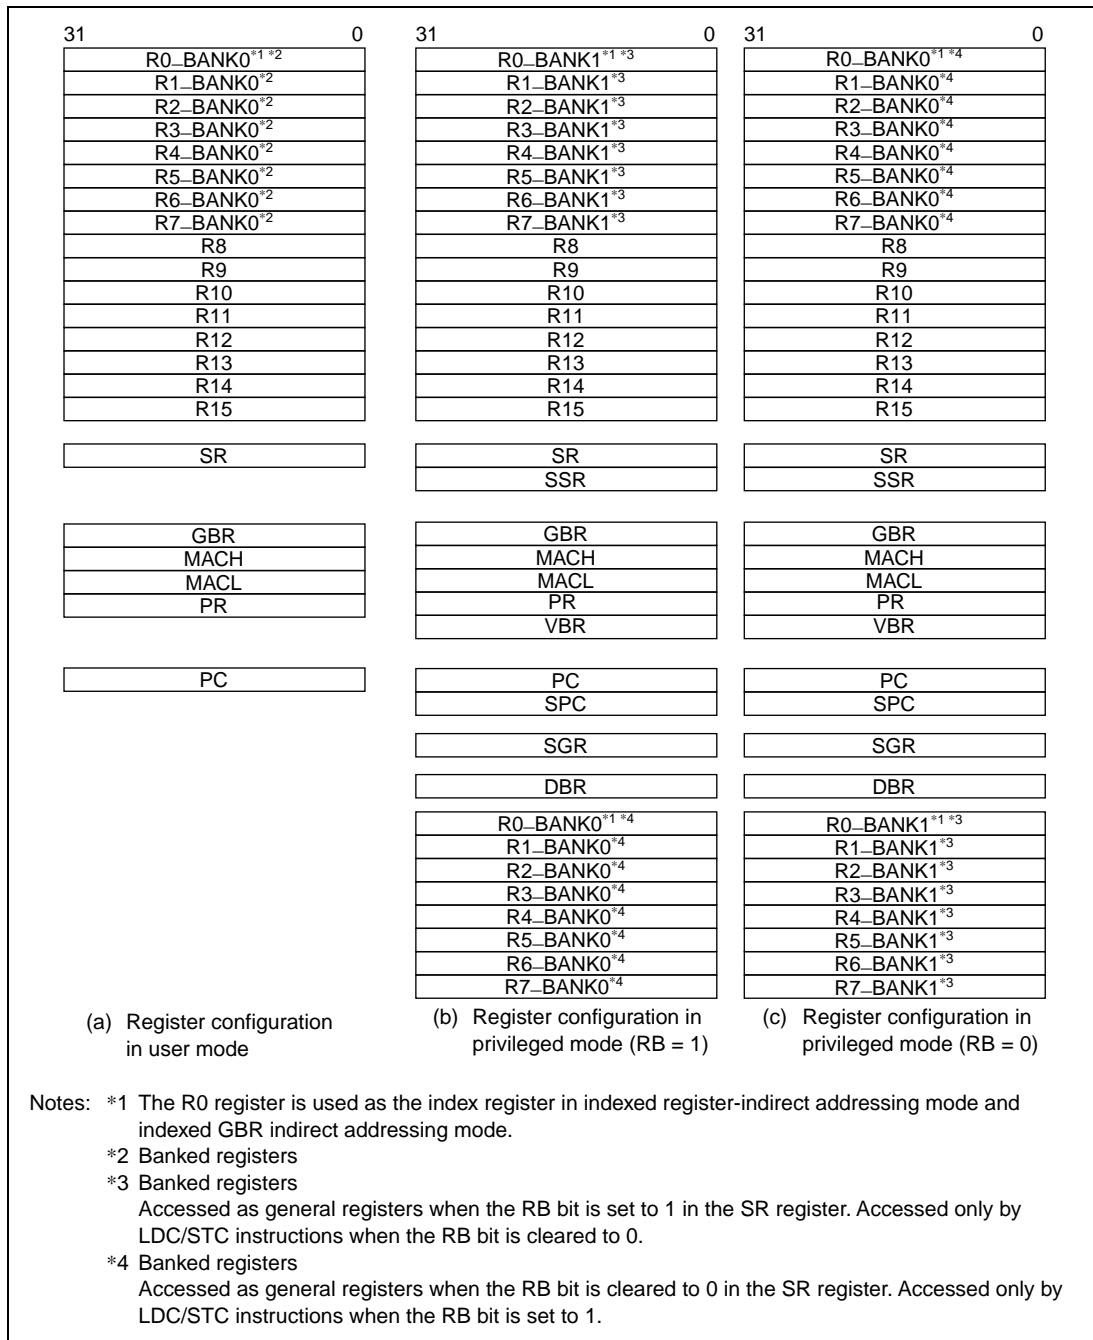 31 0 31 0 31 0
R0_BANK0*1 *2 R0_BANK1*1 *3 R0_BANK0*1 *4
R1_BANK0*2 R1_BANK1*3 R1_BANK0*4
R2_BANK0*2 R2_BANK1*3 R2_BANK0*4
R3_BANK0*2 R3_BANK1*3 R3_BANK0*4
R4_BANK0*2 R4_BANK1*3 R4_BANK0*4
R5_BANK0*2 R5_BANK1*3 R5_BANK0*4
R6_BANK0*2 R6_BANK1*3 R6_BANK0*4
R7_BANK0*2 R7_BANK1*3 R7_BANK0*4
R8 R8 R8
R9 R9 R9
R10 R10 R10
R11 R11 R11
R12 R12 R12
R13 R13 R13
R14 R14 R14
R15 R15 R15
SR SR SR
SSR SSR
GBR GBR GBR
MACH MACH MACH
MACL MACL MACL
PR PR PR
VBR VBR
PC PC PC
SPC SPC
SGR SGR
DBR DBR
R0_BANK0*1 *4 R0_BANK1*1 *3
R1_BANK0*4 R1_BANK1*3
R2_BANK0*4 R2_BANK1*3
R3_BANK0*4 R3_BANK1*3
R4_BANK0*4 R4_BANK1*3
R5_BANK0*4 R5_BANK1*3
R6_BANK0*4 R6_BANK1*3
R7_BANK0*4 R7_BANK1*3
(a) Register configuration
in user mode
(b) Register configuration in
privileged mode (RB = 1)
(c) Register configuration in
privileged mode (RB = 0)
Notes: *1 The R0 register is used as the index register in indexed register-indirect addressing mode and
indexed GBR indirect addressing mode.
*2 Banked registers
*3 Banked registers
Accessed as general registers when the RB bit is set to 1 in the SR register. Accessed only by
LDC/STC instructions when the RB bit is cleared to 0.
*4 Banked registers
Accessed as general registers when the RB bit is cleared to 0 in the SR register. Accessed only by
LDC/STC instructions when the RB bit is set to 1.